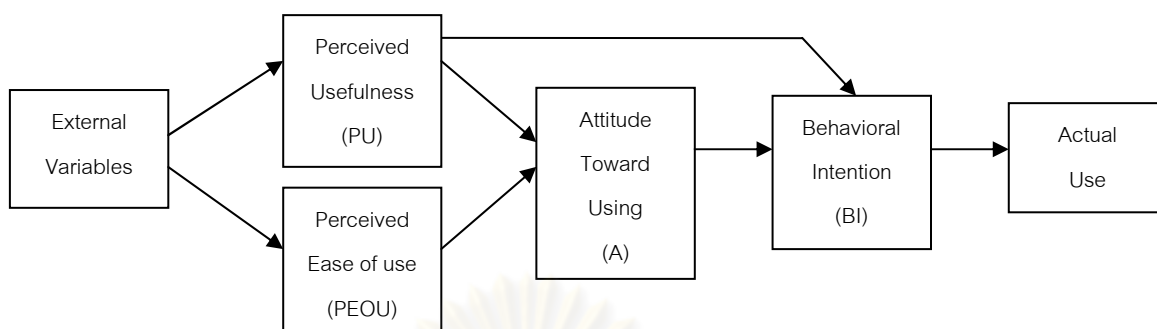 External
Variables
Perceived
Usefulness
(PU)
Perceived
Ease of use
(PEOU)
Attitude
Toward
Using
(A)
Behavioral
Intention
(BI)
Actual
Use